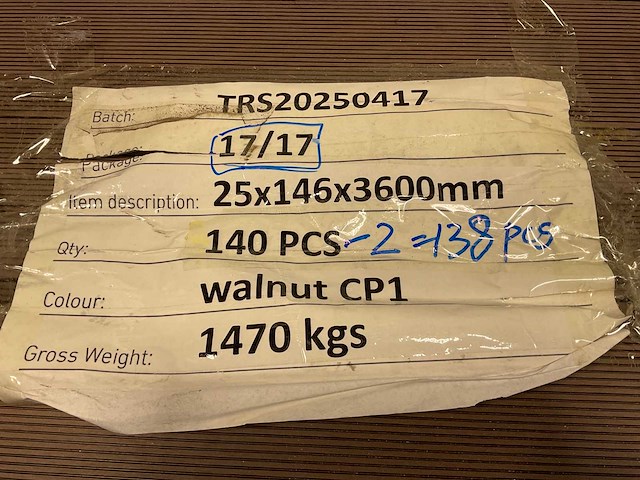 Batch: TRS20250417
Package: 17/17
Item description: 25x146x3600mm
Qty: 140 PCS -2 =138 pcs
Colour: walnut CP1
Gross Weight: 1470 kgs